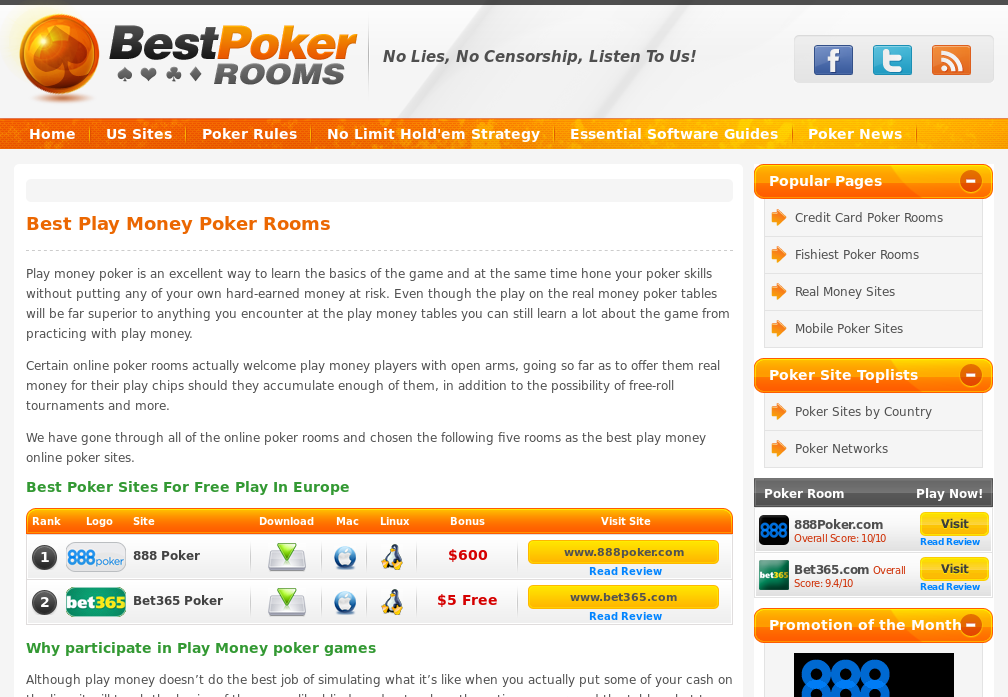 BestPoker
ROOMS
No Lies, No Censorship, Listen To Us!
Home
US Sites
Poker Rules
No Limit Hold'em Strategy
Essential Software Guides
Poker News
Best Play Money Poker Rooms
Play money poker is an excellent way to learn the basics of the game and at the same time hone your poker skills
without putting any of your own hard-earned money at risk. Even though the play on the real money poker tables
will be far superior to anything you encounter at the play money tables you can still learn a lot about the game from
practicing with play money.
Certain online poker rooms actually welcome play money players with open arms, going so far as to offer them real
money for their play chips should they accumulate enough of them, in addition to the possibility of free-roll
tournaments and more.
We have gone through all of the online poker rooms and chosen the following five rooms as the best play money
online poker sites.
Best Poker Sites For Free Play In Europe
Rank Logo Site Download Mac Linux Bonus Visit Site
1 888poker 888 Poker $600 www.888poker.com
Read Review
2 bet365 Bet365 Poker $5 Free www.bet365.com
Read Review
Why participate in Play Money poker games
Although play money doesn’t do the best job of simulating what it’s like when you actually put some of your cash on
Popular Pages
Credit Card Poker Rooms
Fishiest Poker Rooms
Real Money Sites
Mobile Poker Sites
Poker Site Toplists
Poker Sites by Country
Poker Networks
Poker Room Play Now!
888 888Poker.com Visit
Overall Score: 10/10 Read Review
bet365 Bet365.com Overall Visit
Score: 9.4/10 Read Review
Promotion of the Month
888